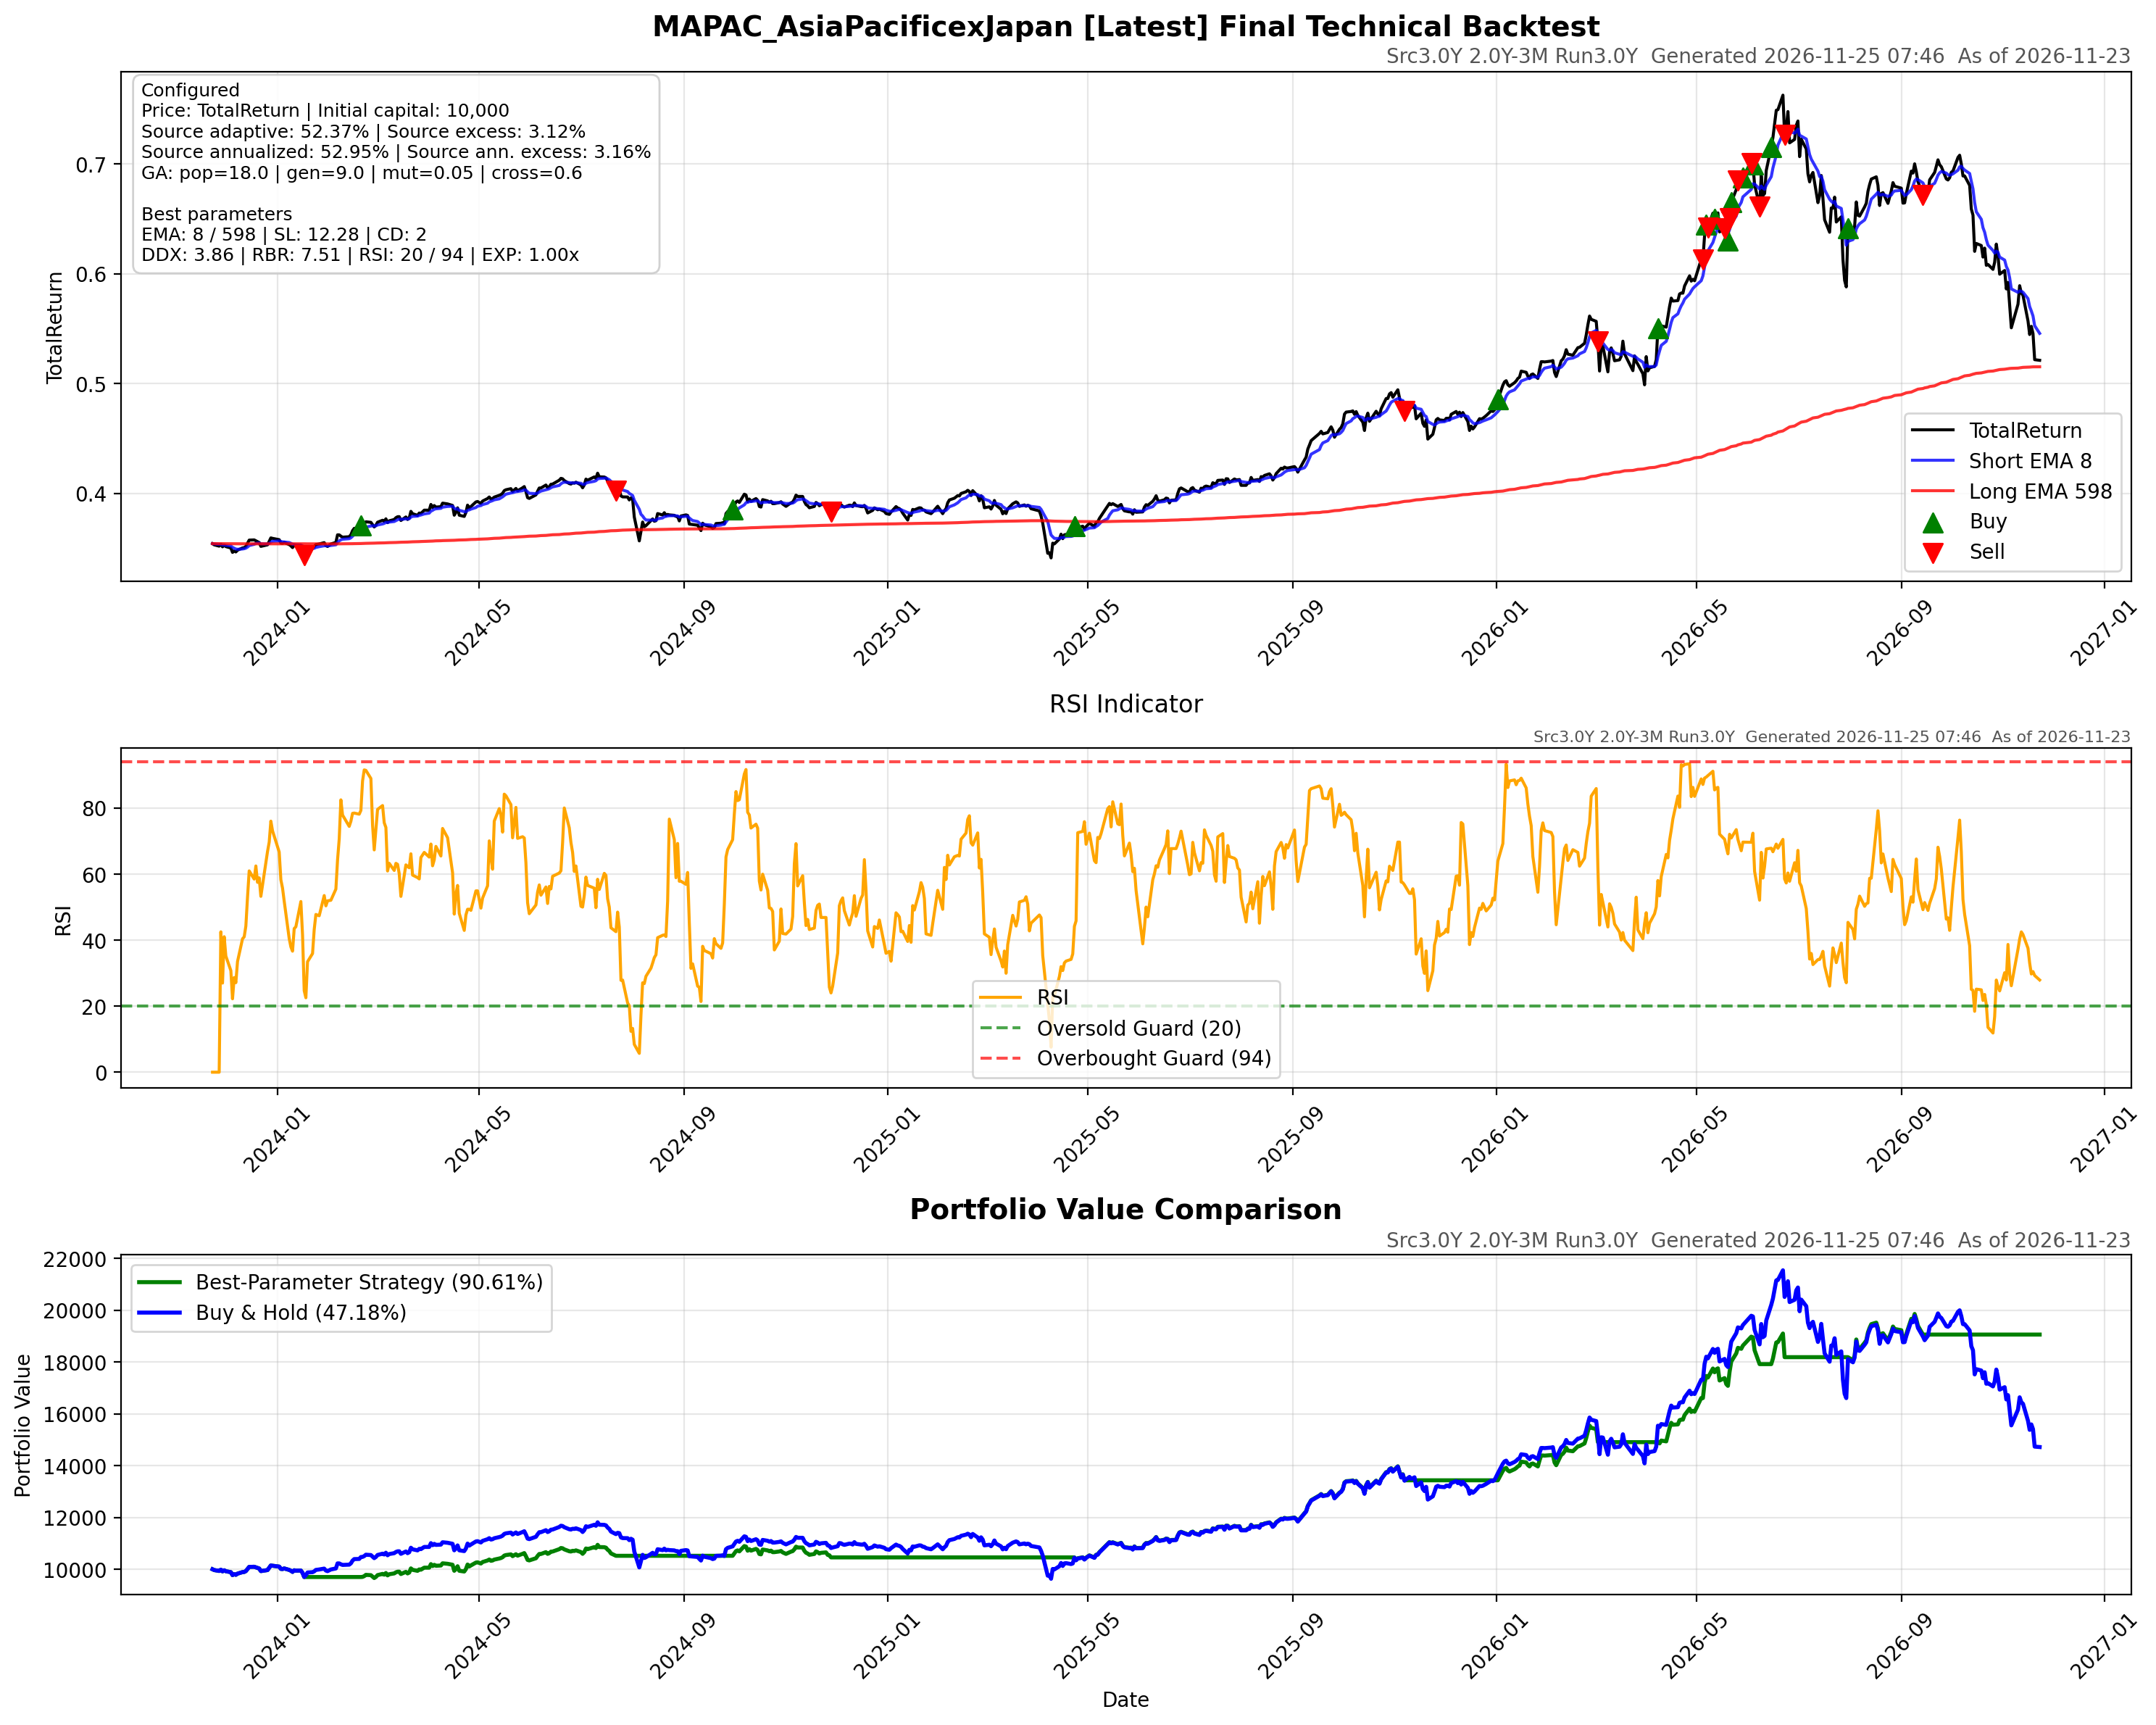 MAPAC_AsiaPacificexJapan [Latest] Final Technical Backtest
Src3.0Y 2.0Y-3M Run3.0Y  Generated 2026-11-25 07:46  As of 2026-11-23
Configured
Price: TotalReturn | Initial capital: 10,000
Source adaptive: 52.37% | Source excess: 3.12%
Source annualized: 52.95% | Source ann. excess: 3.16%
GA: pop=18.0 | gen=9.0 | mut=0.05 | cross=0.6
Best parameters
EMA: 8 / 598 | SL: 12.28 | CD: 2
DDX: 3.86 | RBR: 7.51 | RSI: 20 / 94 | EXP: 1.00x
TotalReturn
0.7
0.6
0.5
0.4
TotalReturn
Short EMA 8
Long EMA 598
Buy
Sell
2024-01
2024-05
2024-09
2025-01
2025-05
2025-09
2026-01
2026-05
2026-09
2027-01
RSI Indicator
Src3.0Y 2.0Y-3M Run3.0Y  Generated 2026-11-25 07:46  As of 2026-11-23
RSI
80
60
40
20
0
RSI
Oversold Guard (20)
Overbought Guard (94)
2024-01
2024-05
2024-09
2025-01
2025-05
2025-09
2026-01
2026-05
2026-09
2027-01
Portfolio Value Comparison
Src3.0Y 2.0Y-3M Run3.0Y  Generated 2026-11-25 07:46  As of 2026-11-23
Portfolio Value
22000
20000
18000
16000
14000
12000
10000
Best-Parameter Strategy (90.61%)
Buy & Hold (47.18%)
2024-01
2024-05
2024-09
2025-01
2025-05
2025-09
2026-01
2026-05
2026-09
2027-01
Date